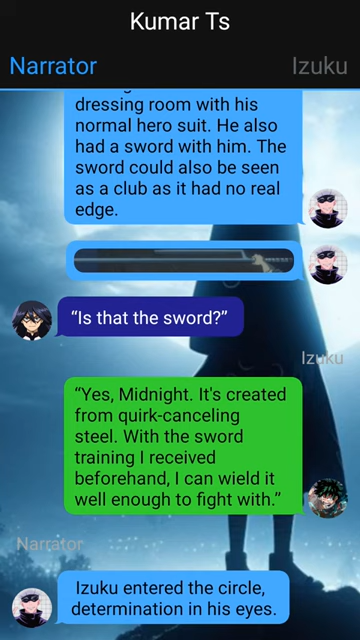 Kumar Ts
Narrator
Izuku
dressing room with his
normal hero suit. He also
had a sword with him. The
sword could also be seen
as a club as it had no real
edge.
“Is that the sword?”
Izuku
“Yes, Midnight. It's created
from quirk-canceling
steel. With the sword
training I received
beforehand, I can wield it
well enough to fight with.”
Narrator
Izuku entered the circle,
determination in his eyes.